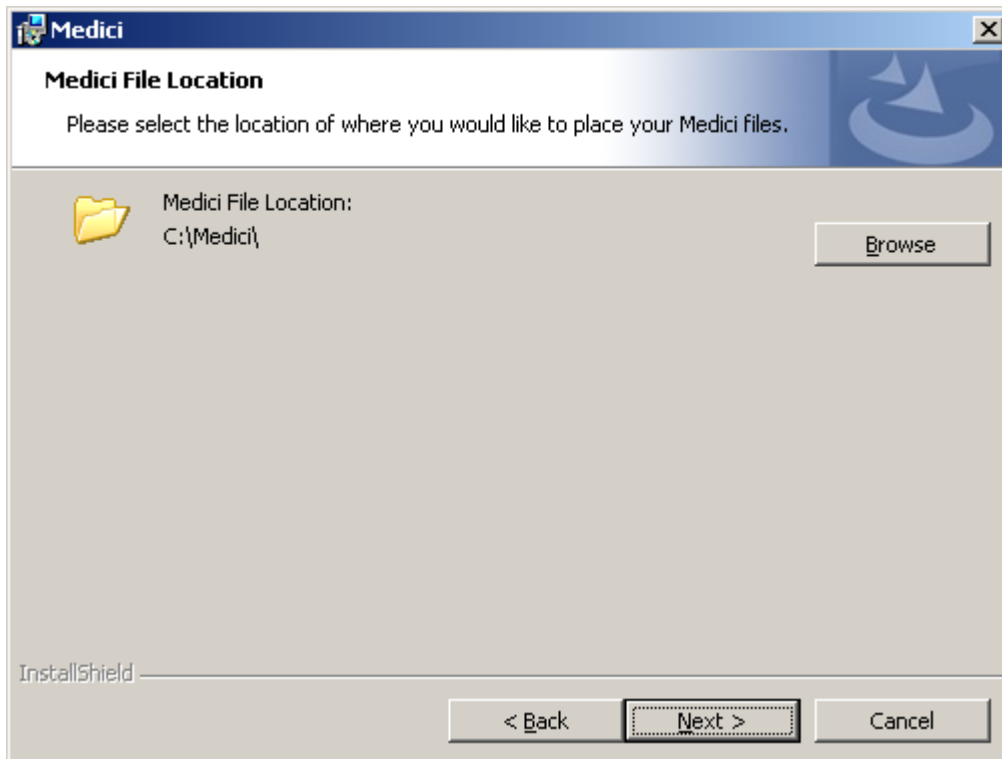 Medici
Medici File Location
Please select the location of where you would like to place your Medici files.
Medici File Location:
C:\Medici\
Browse
InstallShield
< Back
Next >
Cancel